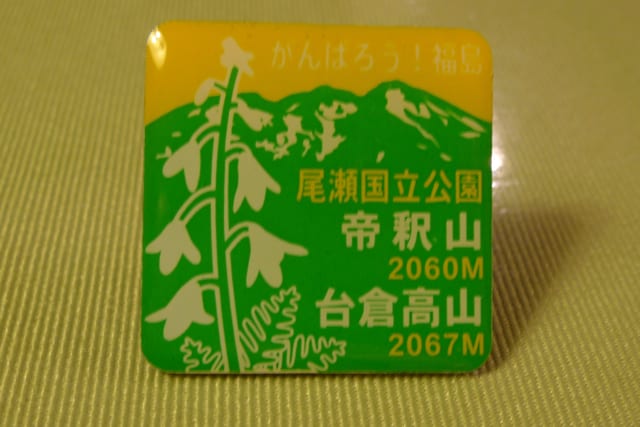 がんばろう！福島
尾瀬国立公園
帝釈山
2060M
台倉高山
2067M